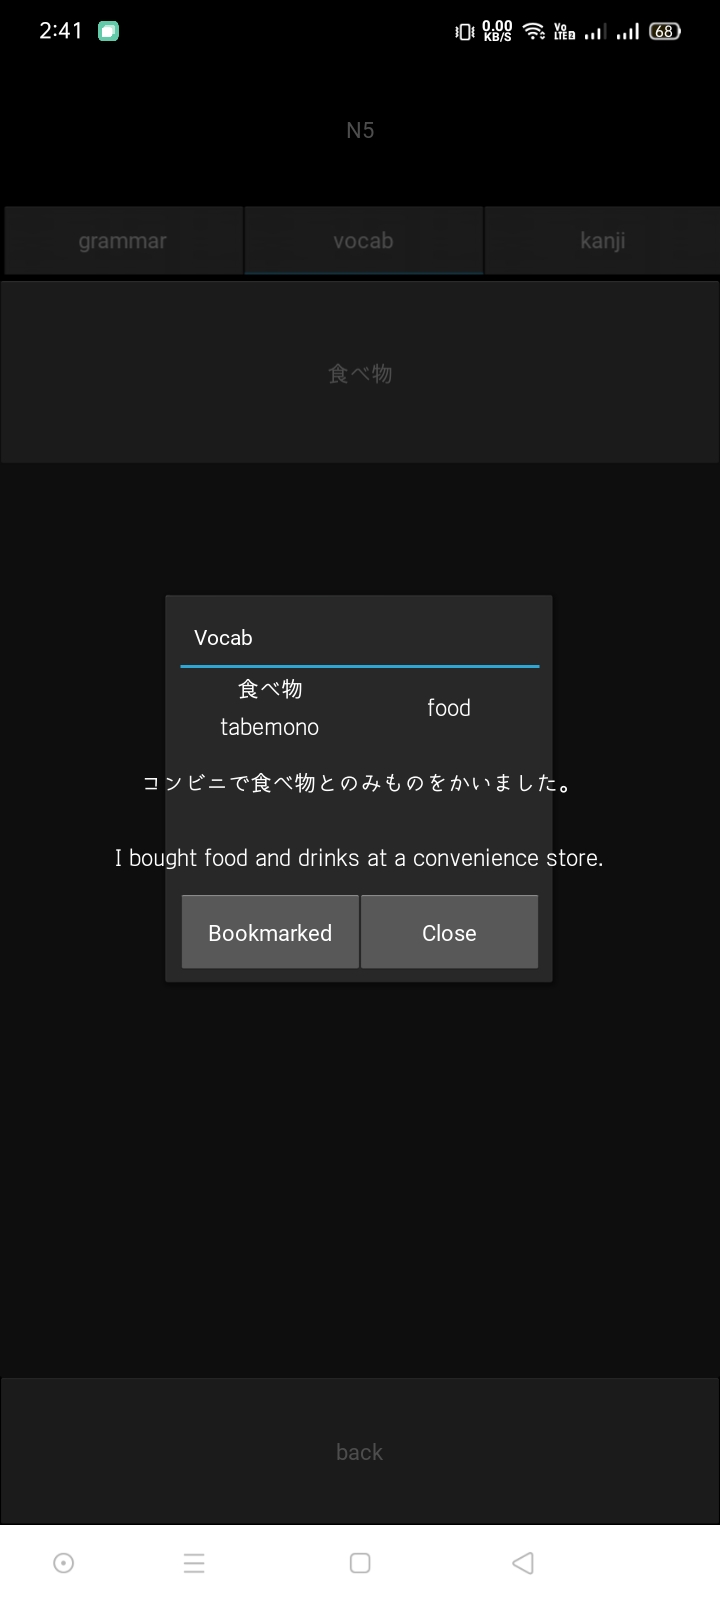 2:41
0.00
KB/S
Vo
LTE2
68
N5
grammar
vocab
kanji
食べ物
Vocab
食べ物
tabemono
food
コンビニで食べ物とのみものをかいました。
I bought food and drinks at a convenience store.
Bookmarked
Close
back